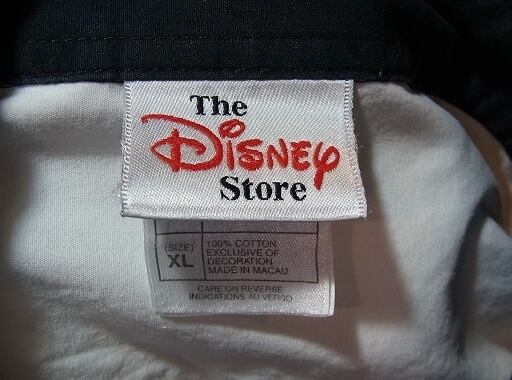 The
Disney
Store
(SIZE)
XL
100% COTTON
EXCLUSIVE OF
DECORATION
MADE IN MACAU
CARE ON REVERSE
INDICATIONS AU VERSO